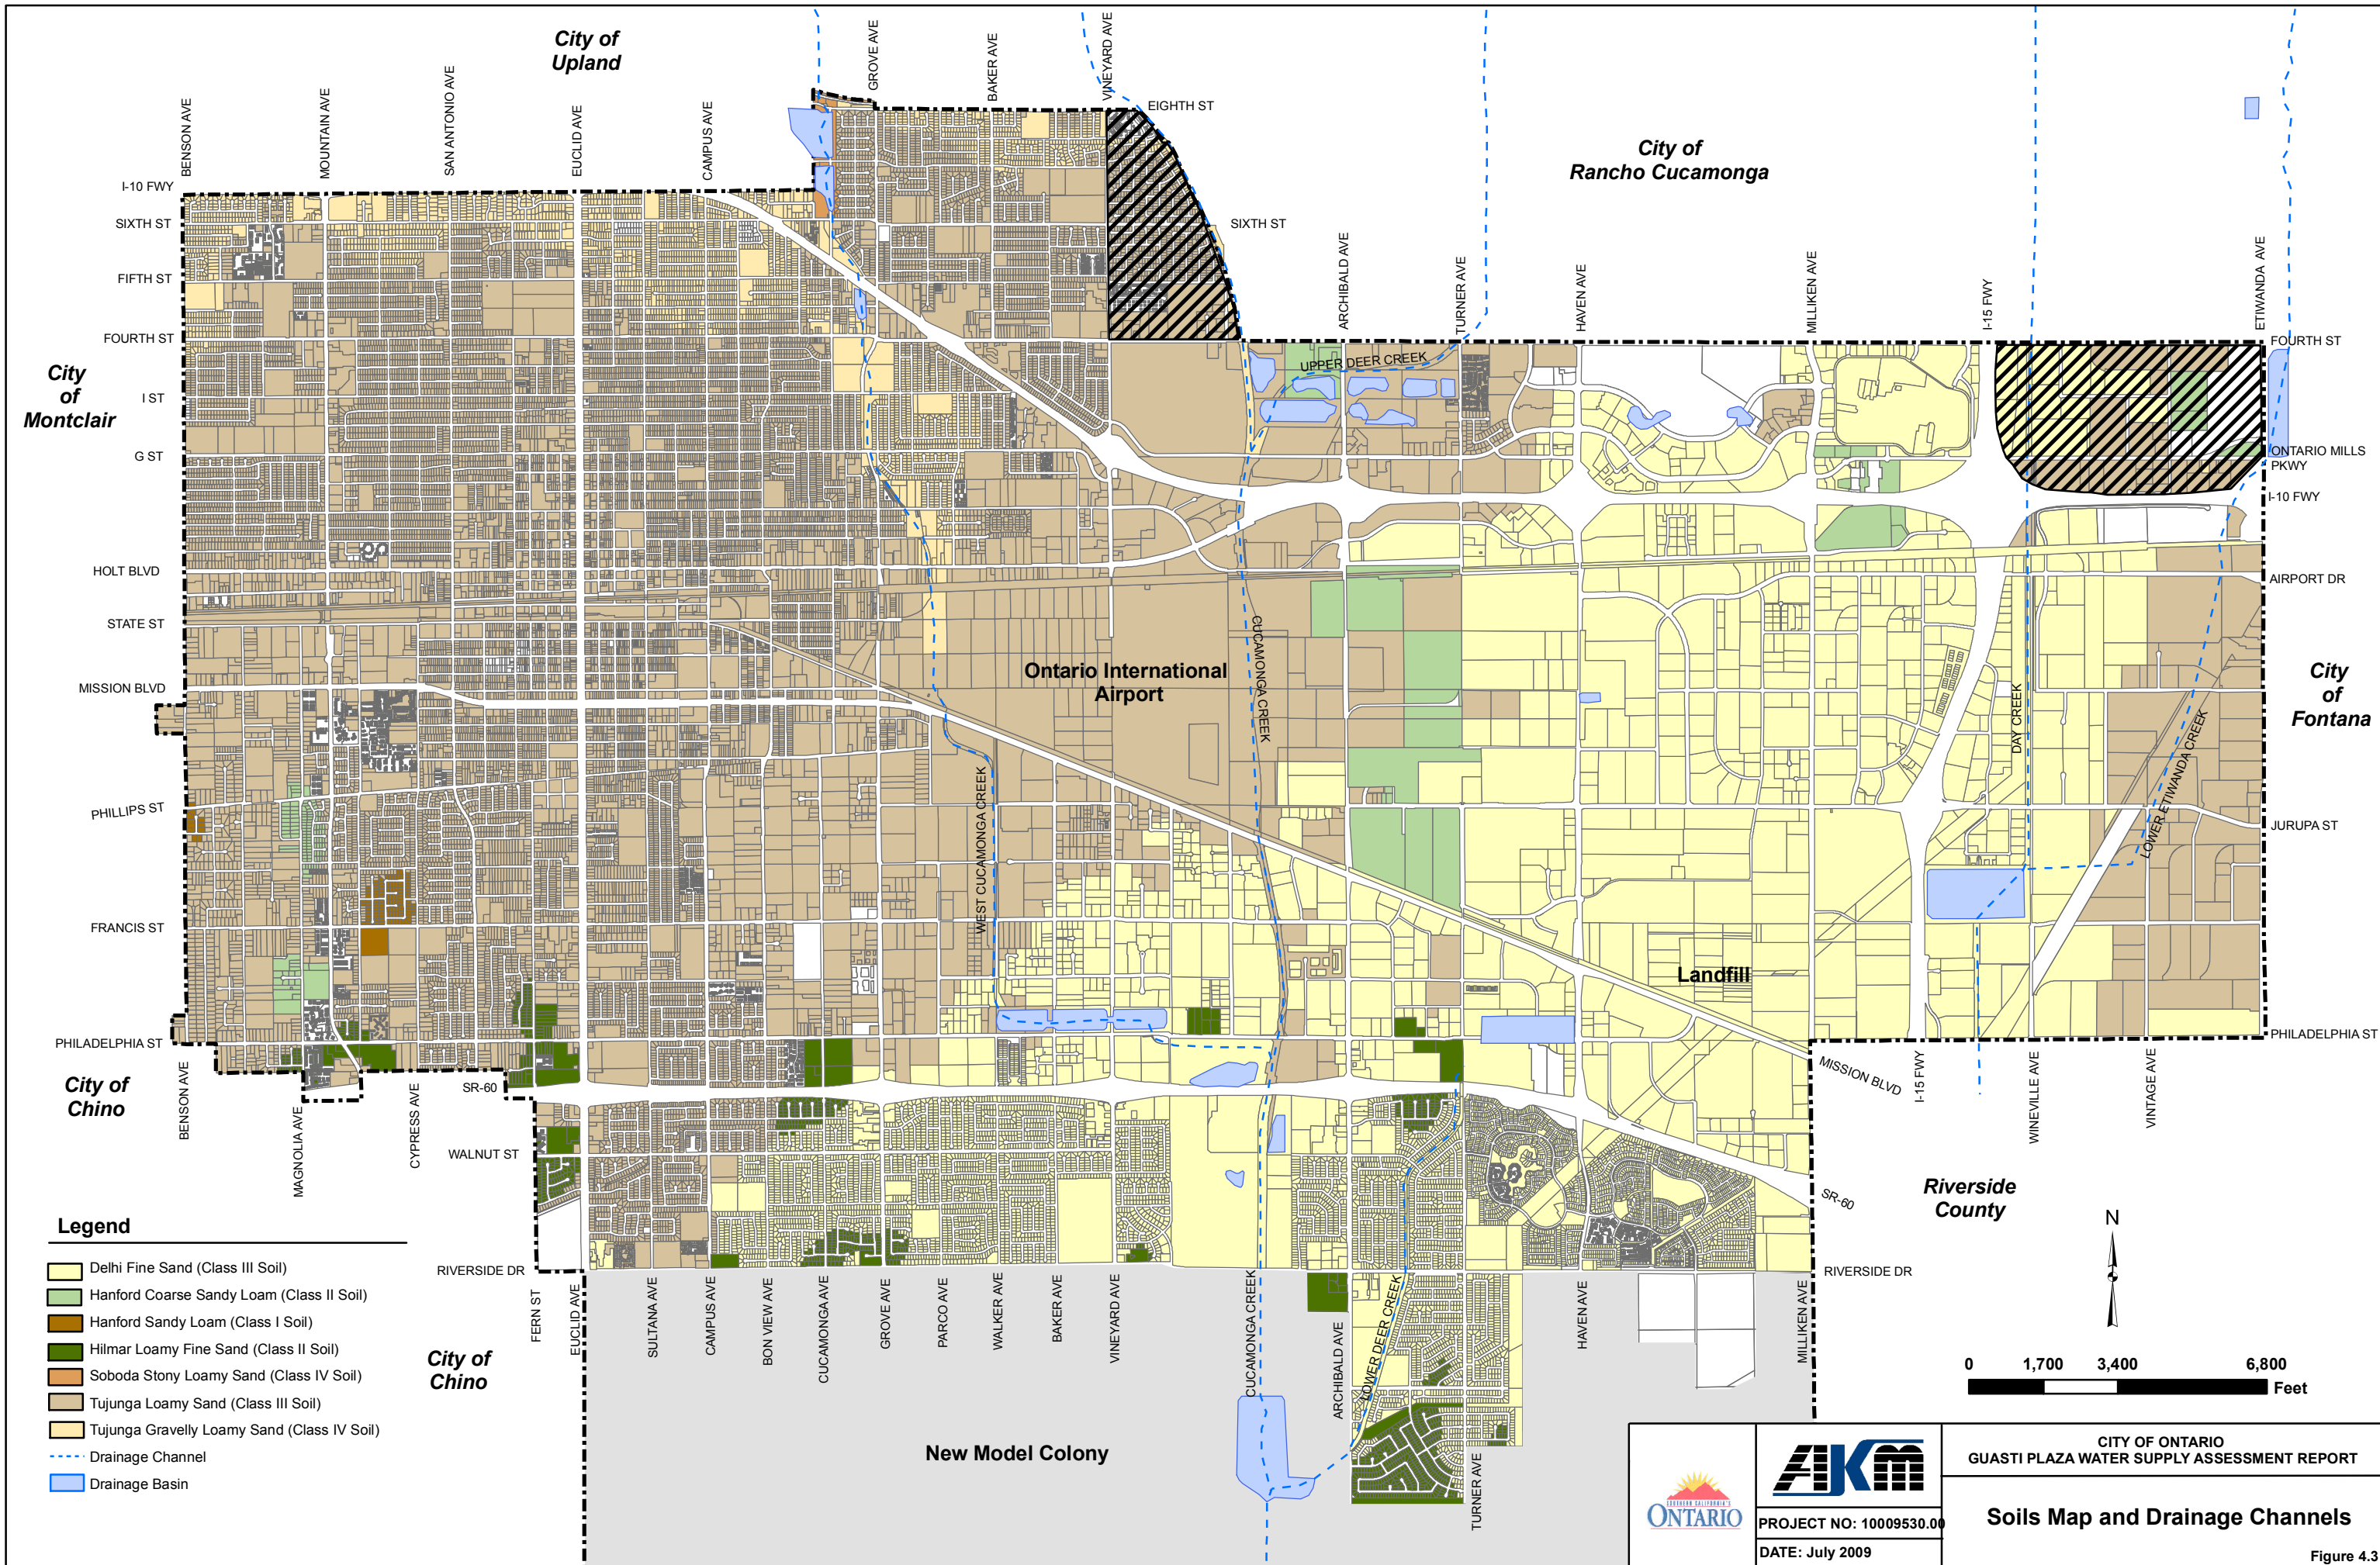 City of
Upland
City of
Rancho Cucamonga
City
of
Montclair
City
of
Fontana
City of
Chino
City of
Chino
Riverside
County
BENSON AVE
MOUNTAIN AVE
SAN ANTONIO AVE
EUCLID AVE
CAMPUS AVE
GROVE AVE
BAKER AVE
VINEYARD AVE
EIGHTH ST
SIXTH ST
ARCHIBALD AVE
TURNER AVE
HAVEN AVE
MILLIKEN AVE
I-15 FWY
ETIWANDA AVE
I-10 FWY
SIXTH ST
FIFTH ST
FOURTH ST
I ST
G ST
HOLT BLVD
STATE ST
MISSION BLVD
PHILLIPS ST
FRANCIS ST
PHILADELPHIA ST
SR-60
WALNUT ST
RIVERSIDE DR
FOURTH ST
ONTARIO MILLS
PKWY
I-10 FWY
AIRPORT DR
JURUPA ST
PHILADELPHIA ST
MISSION BLVD
SR-60
RIVERSIDE DR
UPPER DEER CREEK
CUCAMONGA CREEK
WEST CUCAMONGA CREEK
DAY CREEK
LOWER ETIWANDA CREEK
LOWER DEER CREEK
CUCAMONGA CREEK
Ontario International
Airport
Landfill
New Model Colony
BENSON AVE
MAGNOLIA AVE
CYPRESS AVE
FERN ST
EUCLID AVE
SULTANA AVE
CAMPUS AVE
BON VIEW AVE
CUCAMONGA AVE
GROVE AVE
PARCO AVE
WALKER AVE
BAKER AVE
VINEYARD AVE
ARCHIBALD AVE
TURNER AVE
HAVEN AVE
MILLIKEN AVE
I-15 FWY
WINEVILLE AVE
VINTAGE AVE
Legend
Delhi Fine Sand (Class III Soil)
Hanford Coarse Sandy Loam (Class II Soil)
Hanford Sandy Loam (Class I Soil)
Hilmar Loamy Fine Sand (Class II Soil)
Soboda Stony Loamy Sand (Class IV Soil)
Tujunga Loamy Sand (Class III Soil)
Tujunga Gravelly Loamy Sand (Class IV Soil)
Drainage Channel
Drainage Basin
N
0 1,700 3,400 6,800
Feet
SOUTHERN CALIFORNIA'S
ONTARIO
AKM
PROJECT NO: 10009530.00
DATE: July 2009
CITY OF ONTARIO
GUASTI PLAZA WATER SUPPLY ASSESSMENT REPORT
Soils Map and Drainage Channels
Figure 4.3